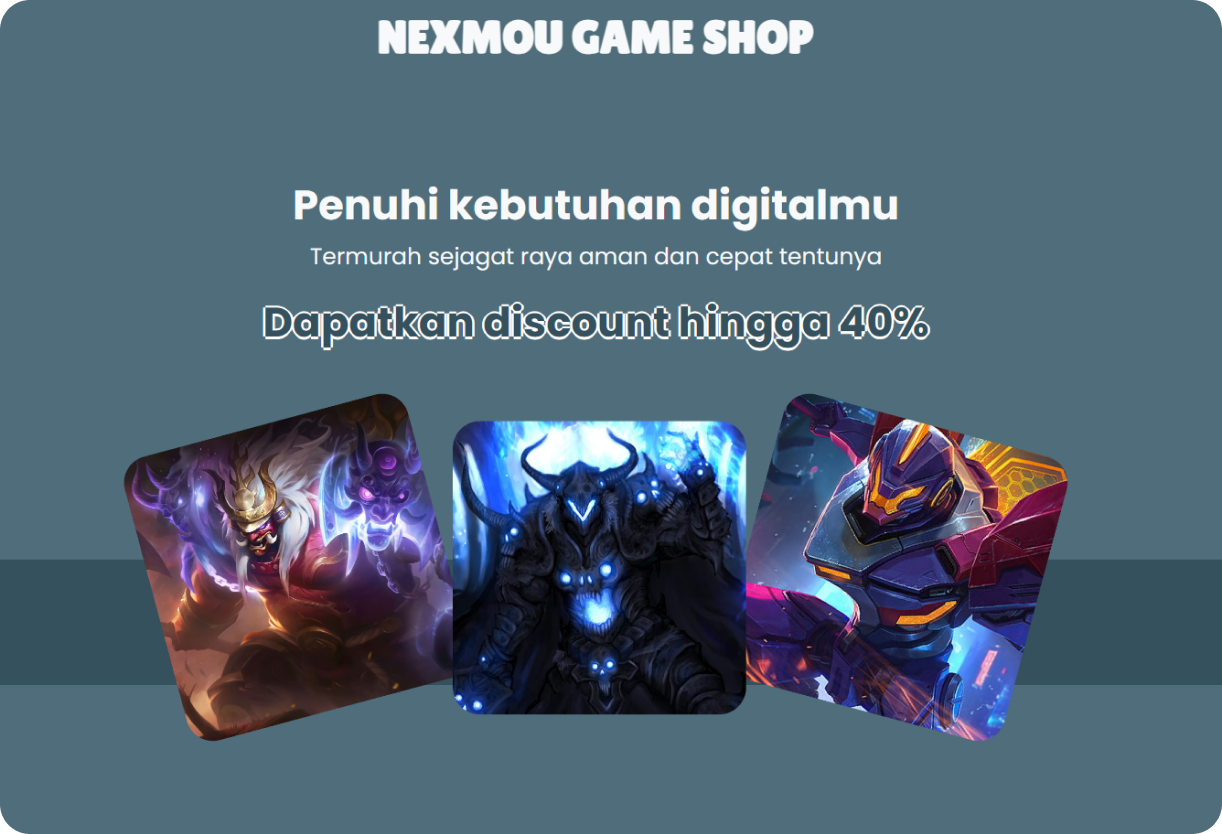 NEXMOU GAME SHOP
Penuhi kebutuhan digitalmu
Termurah sejagat raya aman dan cepat tentunya
Dapatkan discount hingga 40%